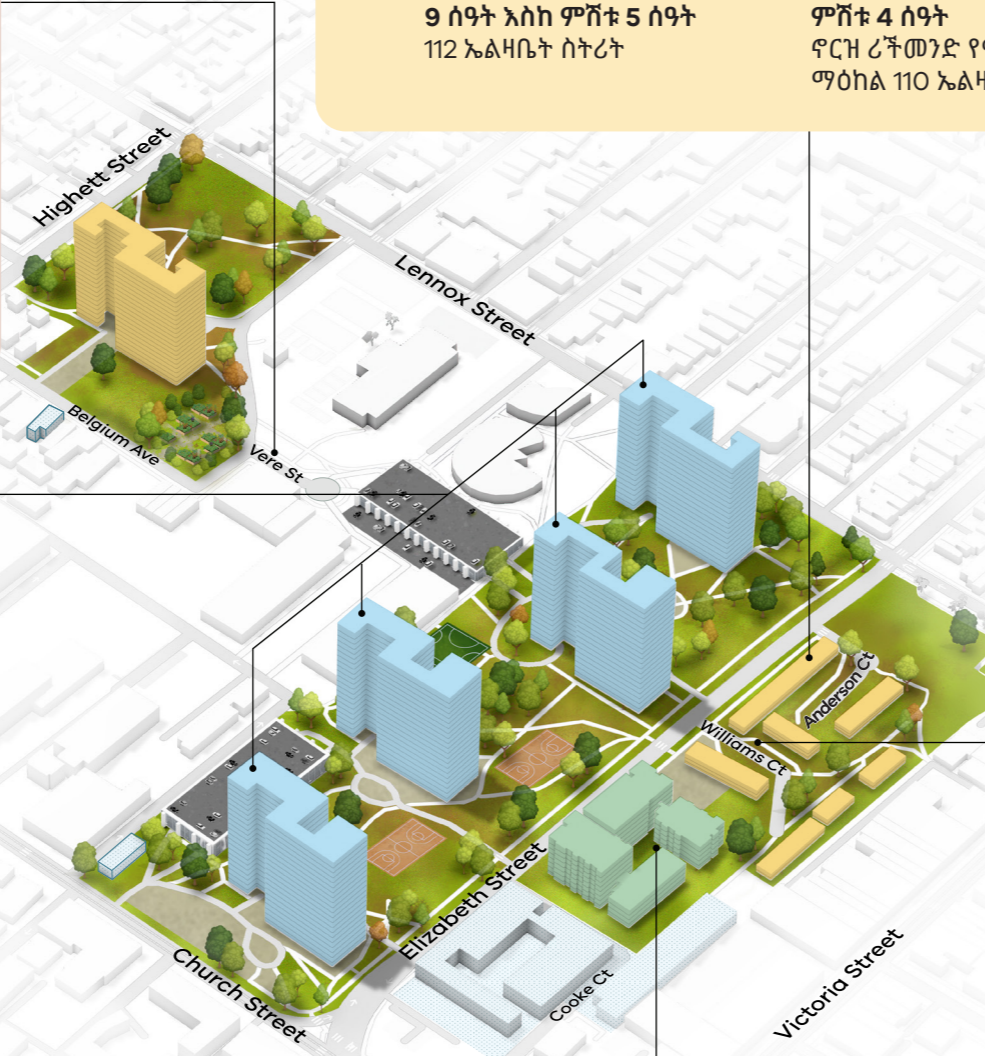 9 ሰዓት እስከ ምሽቱ 5 ሰዓት
112 ኤልዛቤት ስትሪት
ምሽቱ 4 ሰዓት
ኖርዝ ሪችመንድ
ማዕከል 110
Highett Street
Lennox Street
Belgium Ave
Vere St
Anderson Ct
Williams Ct
Elizabeth Street
Church Street
Cooke Ct
Victoria Street